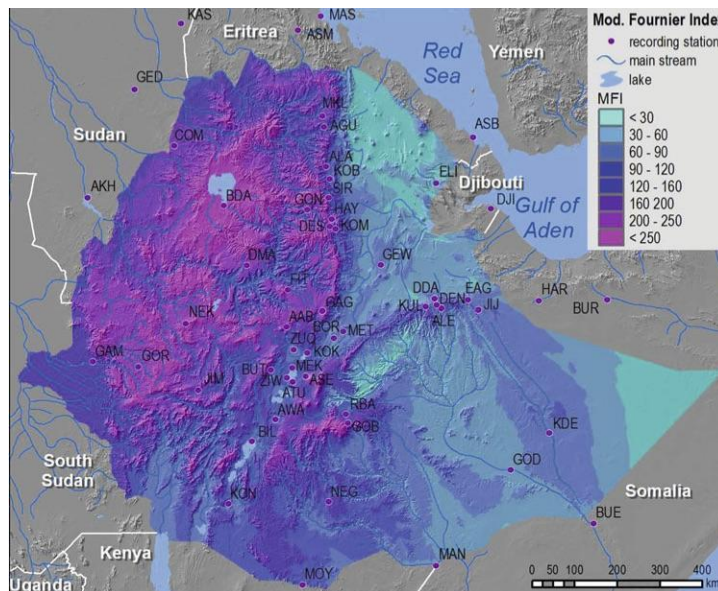 KAS
MAS
Eritrea
ASM
Red
Sea
Yemen
Mod. Fournier Index
recording station
main stream
lake
MFI
< 30
30 - 60
60 - 90
90 - 120
120 - 160
160 200
200 - 250
< 250
GED
Sudan
COM
MKL
AGU
ASB
ALA
KOB
SIR
ELI
Djibouti
AKH
BDA
GON
HAY
DES
KOM
DJI
Gulf of
Aden
DMA
GEW
FIT
DDA
DEN
EAG
HAR
BUR
KUL
ALE
JIJ
NEK
GAG
AAB
BOR
MET
ZUQ
KOK
GAM
GOR
JIM
BUT
MEK
ZIW
ASE
ATU
AWA
RBA
GOB
BIL
KDE
South
Sudan
GOD
Somalia
KON
NEG
BUE
Kenya
MAN
MOY
Uganda
0 50 100 200 300 400
km